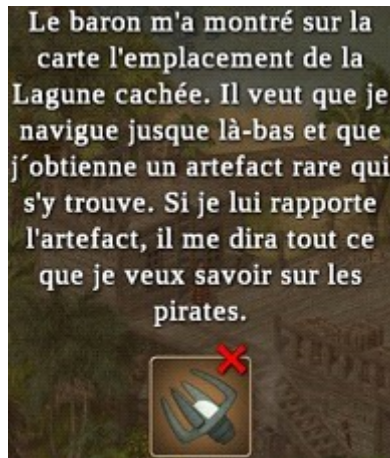 Le baron m'a montré sur la
carte l'emplacement de la
Lagune cachée. Il veut que je
navigue jusque là-bas et que
j´obtienne un artefact rare qui
s'y trouve. Si je lui rapporte
l'artefact, il me dira tout ce
que je veux savoir sur les
pirates.